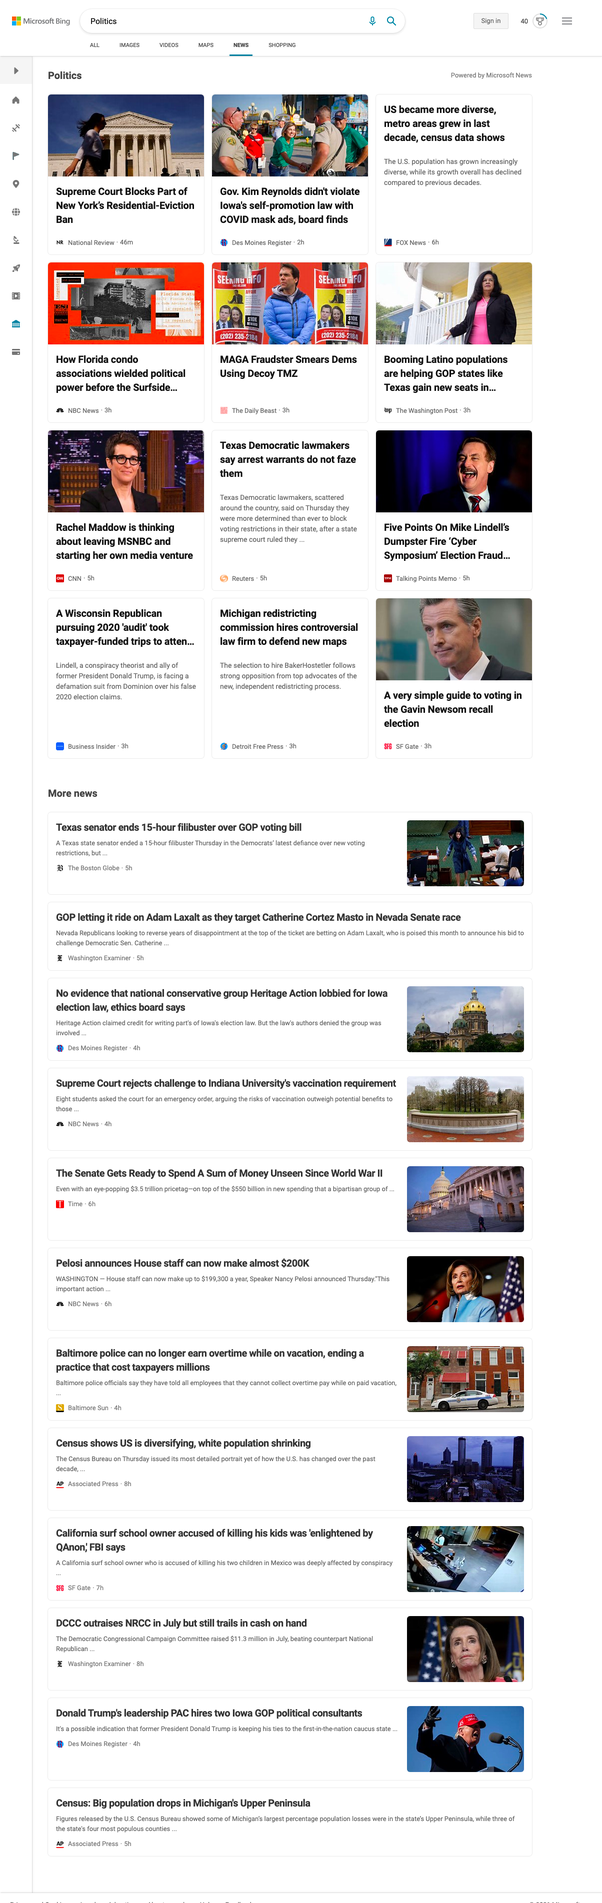 Microsoft Bing
Politics
Sign in
40
ALL
IMAGES
VIDEOS
MAPS
NEWS
SHOPPING
Politics
Powered by Microsoft News
Supreme Court Blocks Part of
New York's Residential-Eviction
Ban
National Review · 46m
Gov. Kim Reynolds didn't violate
Iowa's self-promotion law with
COVID mask ads, board finds
Des Moines Register · 2h
US became more diverse,
metro areas grew in last
decade, census data shows
The U.S. population has grown increasingly
diverse, while its growth overall has declined
compared to previous decades.
FOX News · 6h
How Florida condo
associations wielded political
power before the Surfside...
NBC News · 3h
SEEKING INFO
(202) 235-2
MAGA Fraudster Smears Dems
Using Decoy TMZ
The Daily Beast · 3h
Booming Latino populations
are helping GOP states like
Texas gain new seats in...
The Washington Post · 3h
Rachel Maddow is thinking
about leaving MSNBC and
starting her own media venture
CNN · 5h
Texas Democratic lawmakers
say arrest warrants do not faze
them
Texas Democratic lawmakers, scattered
around the country, said on Thursday they
were more determined than ever to block
voting restrictions in their state, after a state
supreme court ruled they ...
Reuters · 5h
Five Points On Mike Lindell's
Dumpster Fire 'Cyber
Symposium' Election Fraud...
Talking Points Memo · 5h
A Wisconsin Republican
pursuing 2020 'audit' took
taxpayer-funded trips to atten...
Lindell, a conspiracy theorist and ally of
former President Donald Trump, is facing a
defamation suit from Dominion over his false
2020 election claims.
Business Insider · 3h
Michigan redistricting
commission hires controversial
law firm to defend new maps
The selection to hire BakerHostetler follows
strong opposition from top advocates of the
new, independent redistricting process.
Detroit Free Press · 3h
A very simple guide to voting in
the Gavin Newsom recall
election
SF Gate · 3h
More news
Texas senator ends 15-hour filibuster over GOP voting bill
A Texas state senator ended a 15-hour filibuster Thursday in the Democrats' latest defiance over new voting
restrictions, but ...
The Boston Globe · 5h
GOP letting it ride on Adam Laxalt as they target Catherine Cortez Masto in Nevada Senate race
Nevada Republicans looking to reverse years of disappointment at the top of the ticket are betting on Adam Laxalt, who is poised this month to announce his bid to
challenge Democratic Sen. Catherine ...
Washington Examiner · 5h
No evidence that national conservative group Heritage Action lobbied for Iowa
election law, ethics board says
Heritage Action claimed credit for writing part's of Iowa's election law. But the law's authors denied the group was
involved ...
Des Moines Register · 4h
Supreme Court rejects challenge to Indiana University's vaccination requirement
Eight students asked the court for an emergency order, arguing the risks of vaccination outweigh potential benefits to
those ...
NBC News · 4h
The Senate Gets Ready to Spend A Sum of Money Unseen Since World War II
Even with an eye-popping $3.5 trillion pricetag—on top of the $550 billion in new spending that a bipartisan group of ...
Time · 6h
Pelosi announces House staff can now make almost $200K
WASHINGTON — House staff can now make up to $199,300 a year, Speaker Nancy Pelosi announced Thursday."This
important action ...
NBC News · 6h
Baltimore police can no longer earn overtime while on vacation, ending a
practice that cost taxpayers millions
Baltimore police officials say they have told all employees that they cannot collect overtime pay while on paid vacation,
...
Baltimore Sun · 4h
Census shows US is diversifying, white population shrinking
The Census Bureau on Thursday issued its most detailed portrait yet of how the U.S. has changed over the past
decade, ...
AP Associated Press · 8h
California surf school owner accused of killing his kids was 'enlightened by
QAnon,' FBI says
A California surf school owner who is accused of killing his two children in Mexico was deeply affected by conspiracy
...
SF Gate · 7h
DCCC outraises NRCC in July but still trails in cash on hand
The Democratic Congressional Campaign Committee raised $11.3 million in July, beating counterpart National
Republican ...
Washington Examiner · 8h
Donald Trump's leadership PAC hires two Iowa GOP political consultants
It's a possible indication that former President Donald Trump is keeping his ties to the first-in-the-nation caucus state ...
Des Moines Register · 4h
Census: Big population drops in Michigan's Upper Peninsula
Figures released by the U.S. Census Bureau showed some of Michigan's largest percentage population losses were in the state's Upper Peninsula, while three of
the state's four most populous counties ...
AP Associated Press · 5h